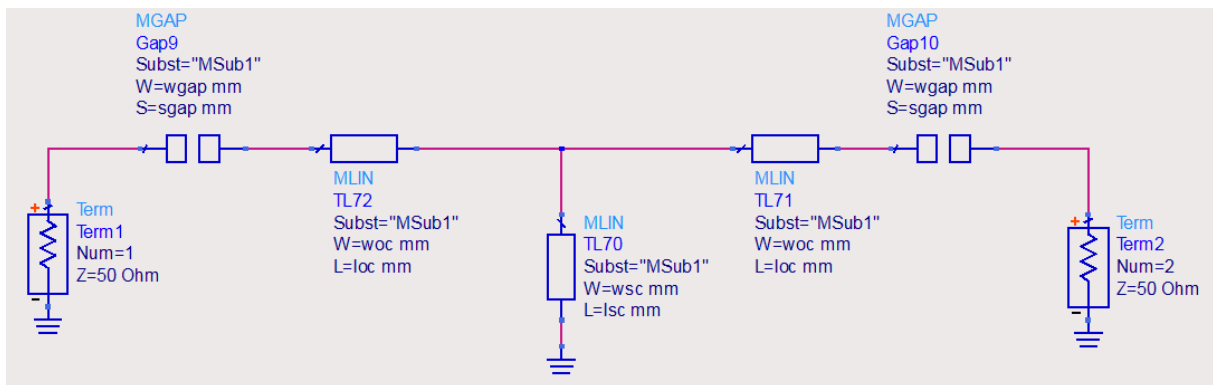 MGAP
Gap9
Subst="MSub1"
W=wgap mm
S=sgap mm
MGAP
Gap10
Subst="MSub1"
W=wgap mm
S=sgap mm
MLIN
TL72
Subst="MSub1"
W=woc mm
L=loc mm
MLIN
TL71
Subst="MSub1"
W=woc mm
L=loc mm
+
Term
Term1
Num=1
Z=50 Ohm
-
MLIN
TL70
Subst="MSub1"
W=wsc mm
L=lsc mm
+
Term
Term2
Num=2
Z=50 Ohm
-